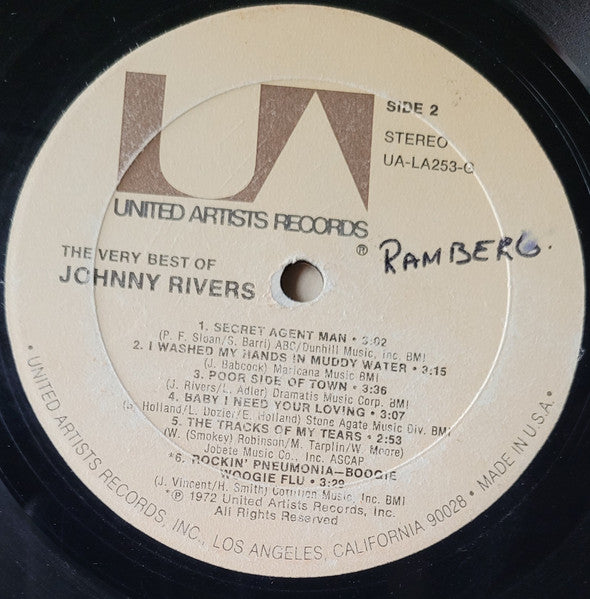 UA
SIDE 2
STEREO
UA-LA253-G
UNITED ARTISTS RECORDS
®
RAMBERG.
THE VERY BEST OF
JOHNNY RIVERS
1. SECRET AGENT MAN • 3:02
(P. F. Sloan/S. Barri) ABC/Dunhill Music, Inc. BMI
2. I WASHED MY HANDS IN MUDDY WATER • 3:15
(J. Babcock) Maricana Music BMI
3. POOR SIDE OF TOWN • 3:36
(J. Rivers/L. Adler) Dramatis Music Corp. BMI
4. BABY I NEED YOUR LOVING • 3:07
Holland/L. Dozier/E. Holland) Stone Agate Music Div. BMI
5. THE TRACKS OF MY TEARS • 2:53
(W. (Smokey) Robinson/M. Tarplin/W. Moore)
Jobete Music Co., Inc. ASCAP
*6. ROCKIN' PNEUMONIA—BOOGIE
WOOGIE FLU • 3:29
(J. Vincent/H. Smith) Cotillion Music, Inc. BMI
*℗ 1972 United Artists Records, Inc.
All Rights Reserved
• UNITED ARTISTS RECORDS, INC., LOS ANGELES, CALIFORNIA 90028 • MADE IN U.S.A. •